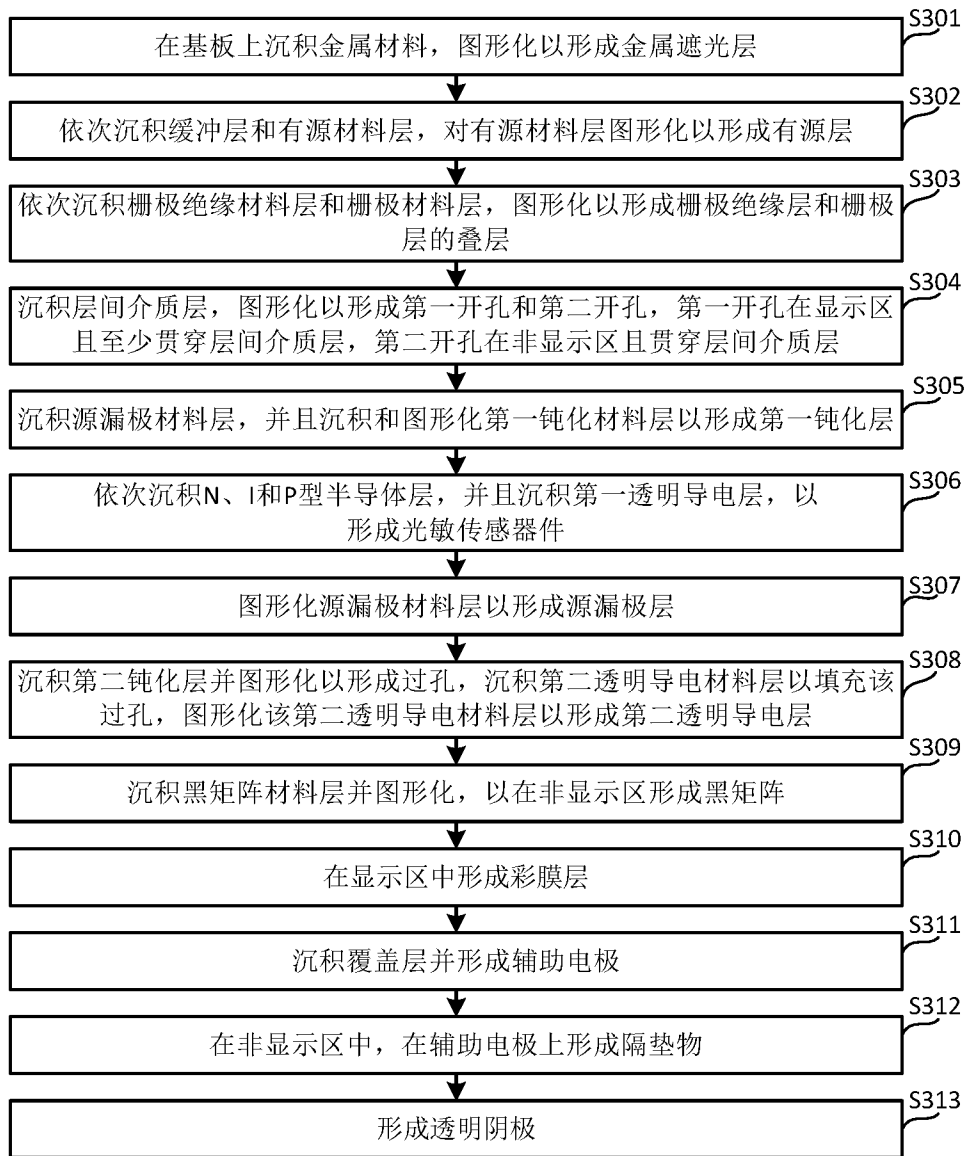 S301
在基板上沉积金属材料，图形化以形成金属遮光层
S302
依次沉积缓冲层和有源材料层，对有源材料层图形化以形成有源层
S303
依次沉积栅极绝缘材料层和栅极材料层，图形化以形成栅极绝缘层和栅极
层的叠层
S304
沉积层间介质层，图形化以形成第一开孔和第二开孔，第一开孔在显示区
且至少贯穿层间介质层，第二开孔在非显示区且贯穿层间介质层
S305
沉积源漏极材料层，并且沉积和图形化第一钝化材料层以形成第一钝化层
S306
依次沉积N、I和P型半导体层，并且沉积第一透明导电层，以
形成光敏传感器件
S307
图形化源漏极材料层以形成源漏极层
S308
沉积第二钝化层并图形化以形成过孔，沉积第二透明导电材料层以填充该
过孔，图形化该第二透明导电材料层以形成第二透明导电层
S309
沉积黑矩阵材料层并图形化，以在非显示区形成黑矩阵
S310
在显示区中形成彩膜层
S311
沉积覆盖层并形成辅助电极
S312
在非显示区中，在辅助电极上形成隔垫物
S313
形成透明阴极